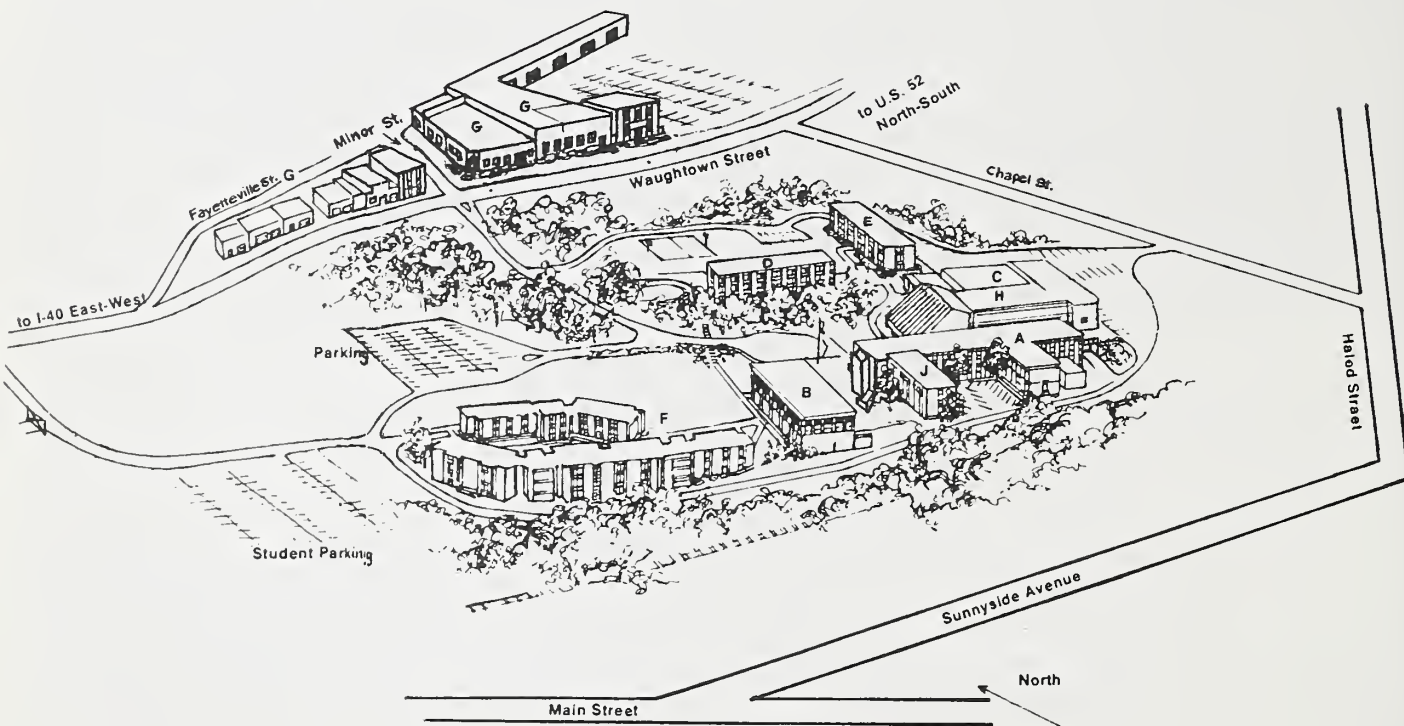 to U.S. 52
North-South
Minor St.
G
G
Fayetteville St.
G
Waughtown Street
Chapel St.
E
D
C
H
to I-40 East-West
Parking
A
J
B
Halod Street
F
Student Parking
Sunnyside Avenue
North
Main Street